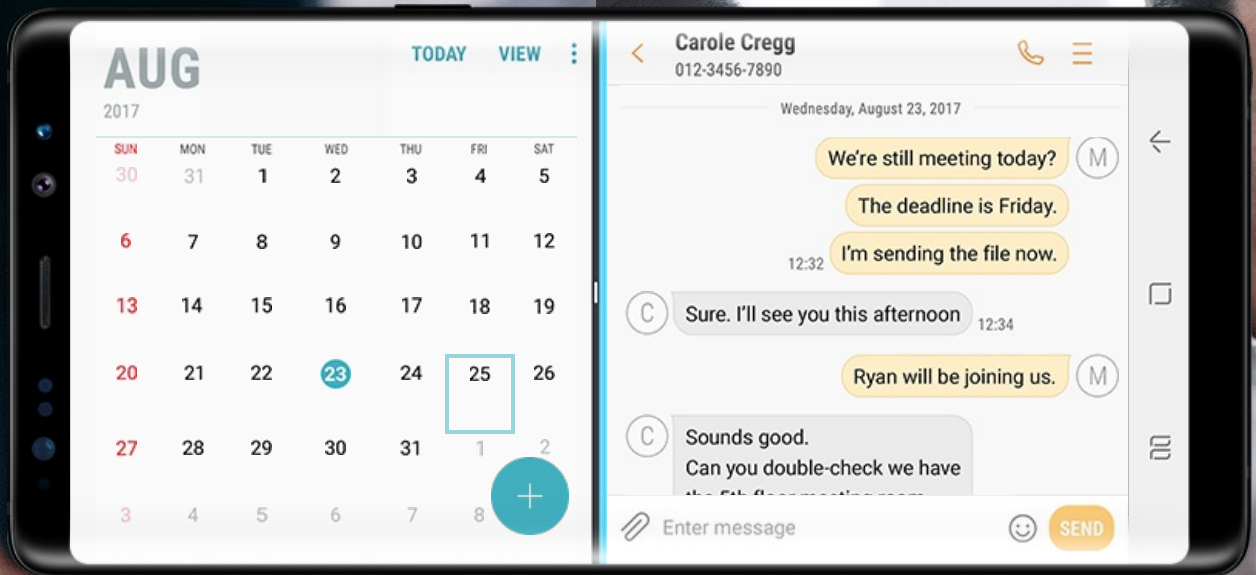 AUG
2017
TODAY VIEW
SUN MON TUE WED THU FRI SAT
30 31 1 2 3 4 5
6 7 8 9 10 11 12
13 14 15 16 17 18 19
20 21 22 23 24 25 26
27 28 29 30 31 1 2
3 4 5 6 7 8
Carole Cregg
012-3456-7890
Wednesday, August 23, 2017
We're still meeting today?
M
The deadline is Friday.
I'm sending the file now.
12:32
C
Sure. I'll see you this afternoon
12:34
Ryan will be joining us.
M
C
Sounds good.
Can you double-check we have
the 5th floor meeting room
Enter message
SEND